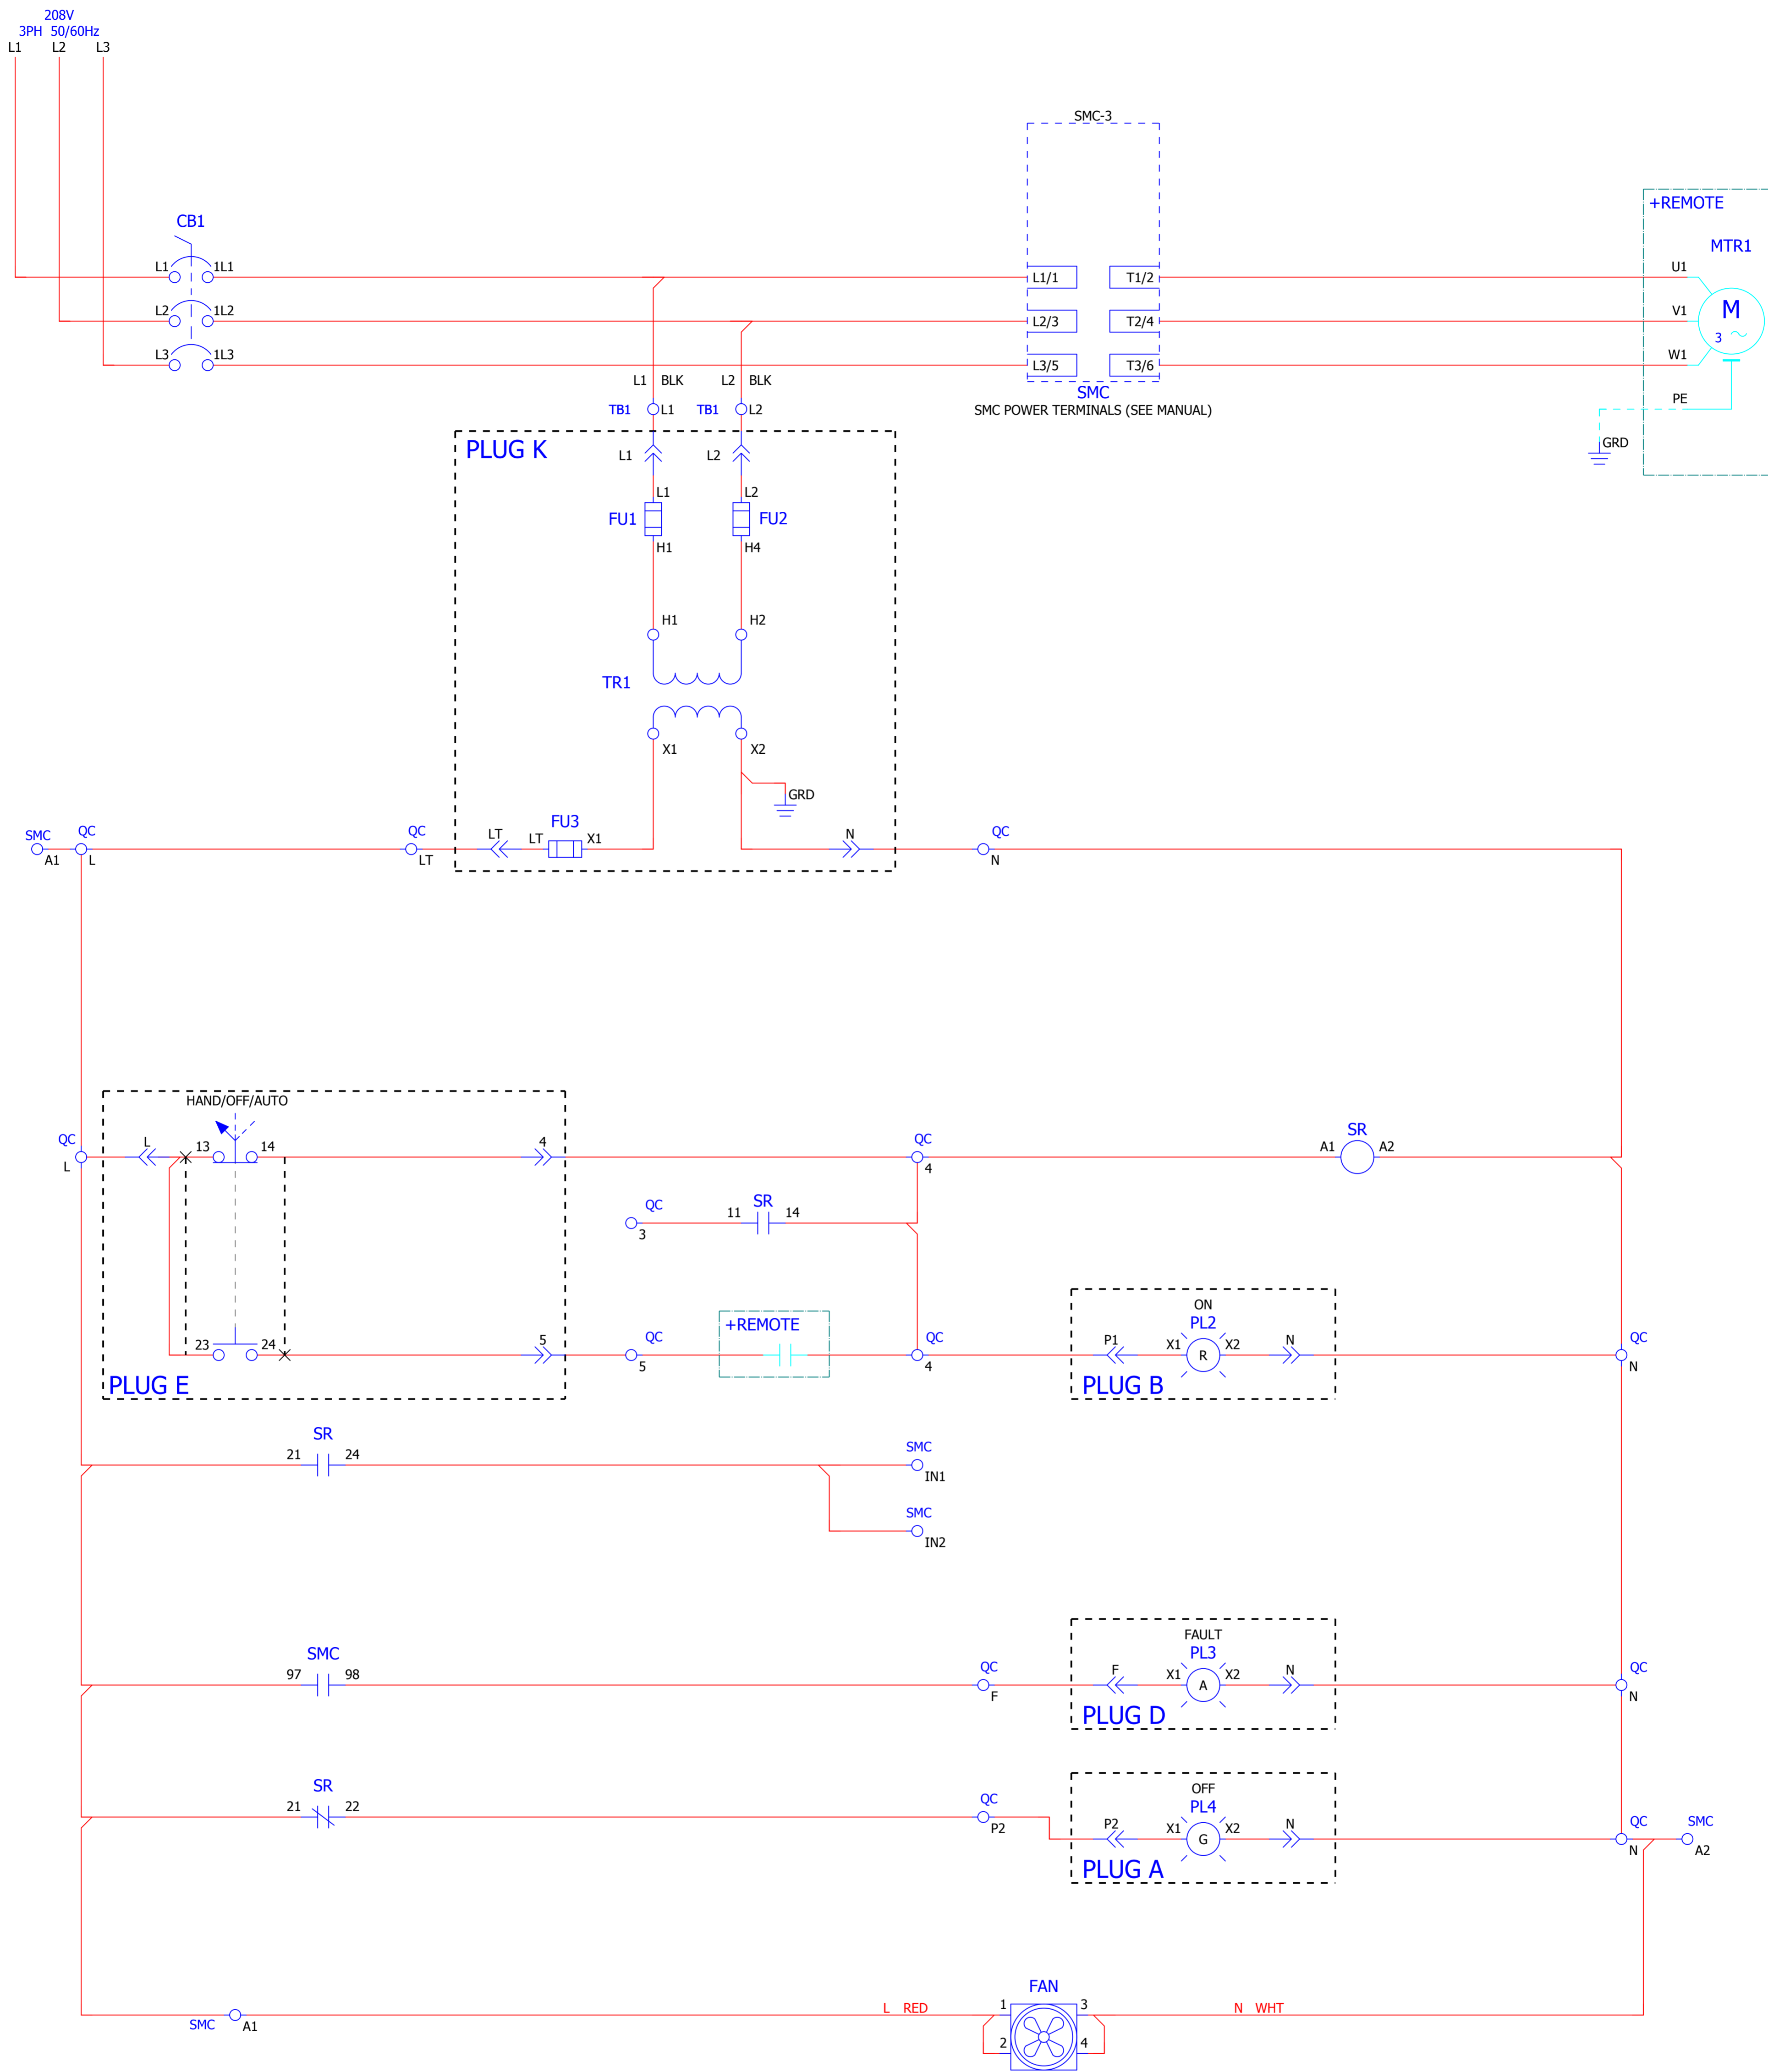 208V
3PH 50/60Hz
L1 L2 L3
SMC-3
+REMOTE
CB1
MTR1
L1 1L1 L1/1 T1/2 U1
L2 1L2 L2/3 T2/4 V1
M
3
L3 1L3 L3/5 T3/6 W1
L1 BLK L2 BLK
SMC
PE
TB1 L1 TB1 L2
SMC POWER TERMINALS (SEE MANUAL)
GRD
PLUG K
L1 L2
L1 L2
FU1 FU2
H1 H4
H1 H2
TR1
X1 X2
GRD
FU3
SMC QC QC LT LT X1 N QC
A1 L LT N
HAND/OFF/AUTO
QC L 13 14 4 QC SR
A1 A2
L 4
QC SR
11 14
3
+REMOTE
ON
PL2
23 24 5 QC QC P1 X1 X2 N QC
R
5 4 N
PLUG E PLUG B
SR SMC
21 24
IN1
SMC
IN2
FAULT
SMC PL3
97 98 QC F X1 X2 N QC
A
F N
PLUG D
SR OFF
PL4
21 22 QC P2 X1 X2 N QC SMC
P2 G
N A2
PLUG A
FAN
L RED 1 3 N WHT
SMC A1
2 4